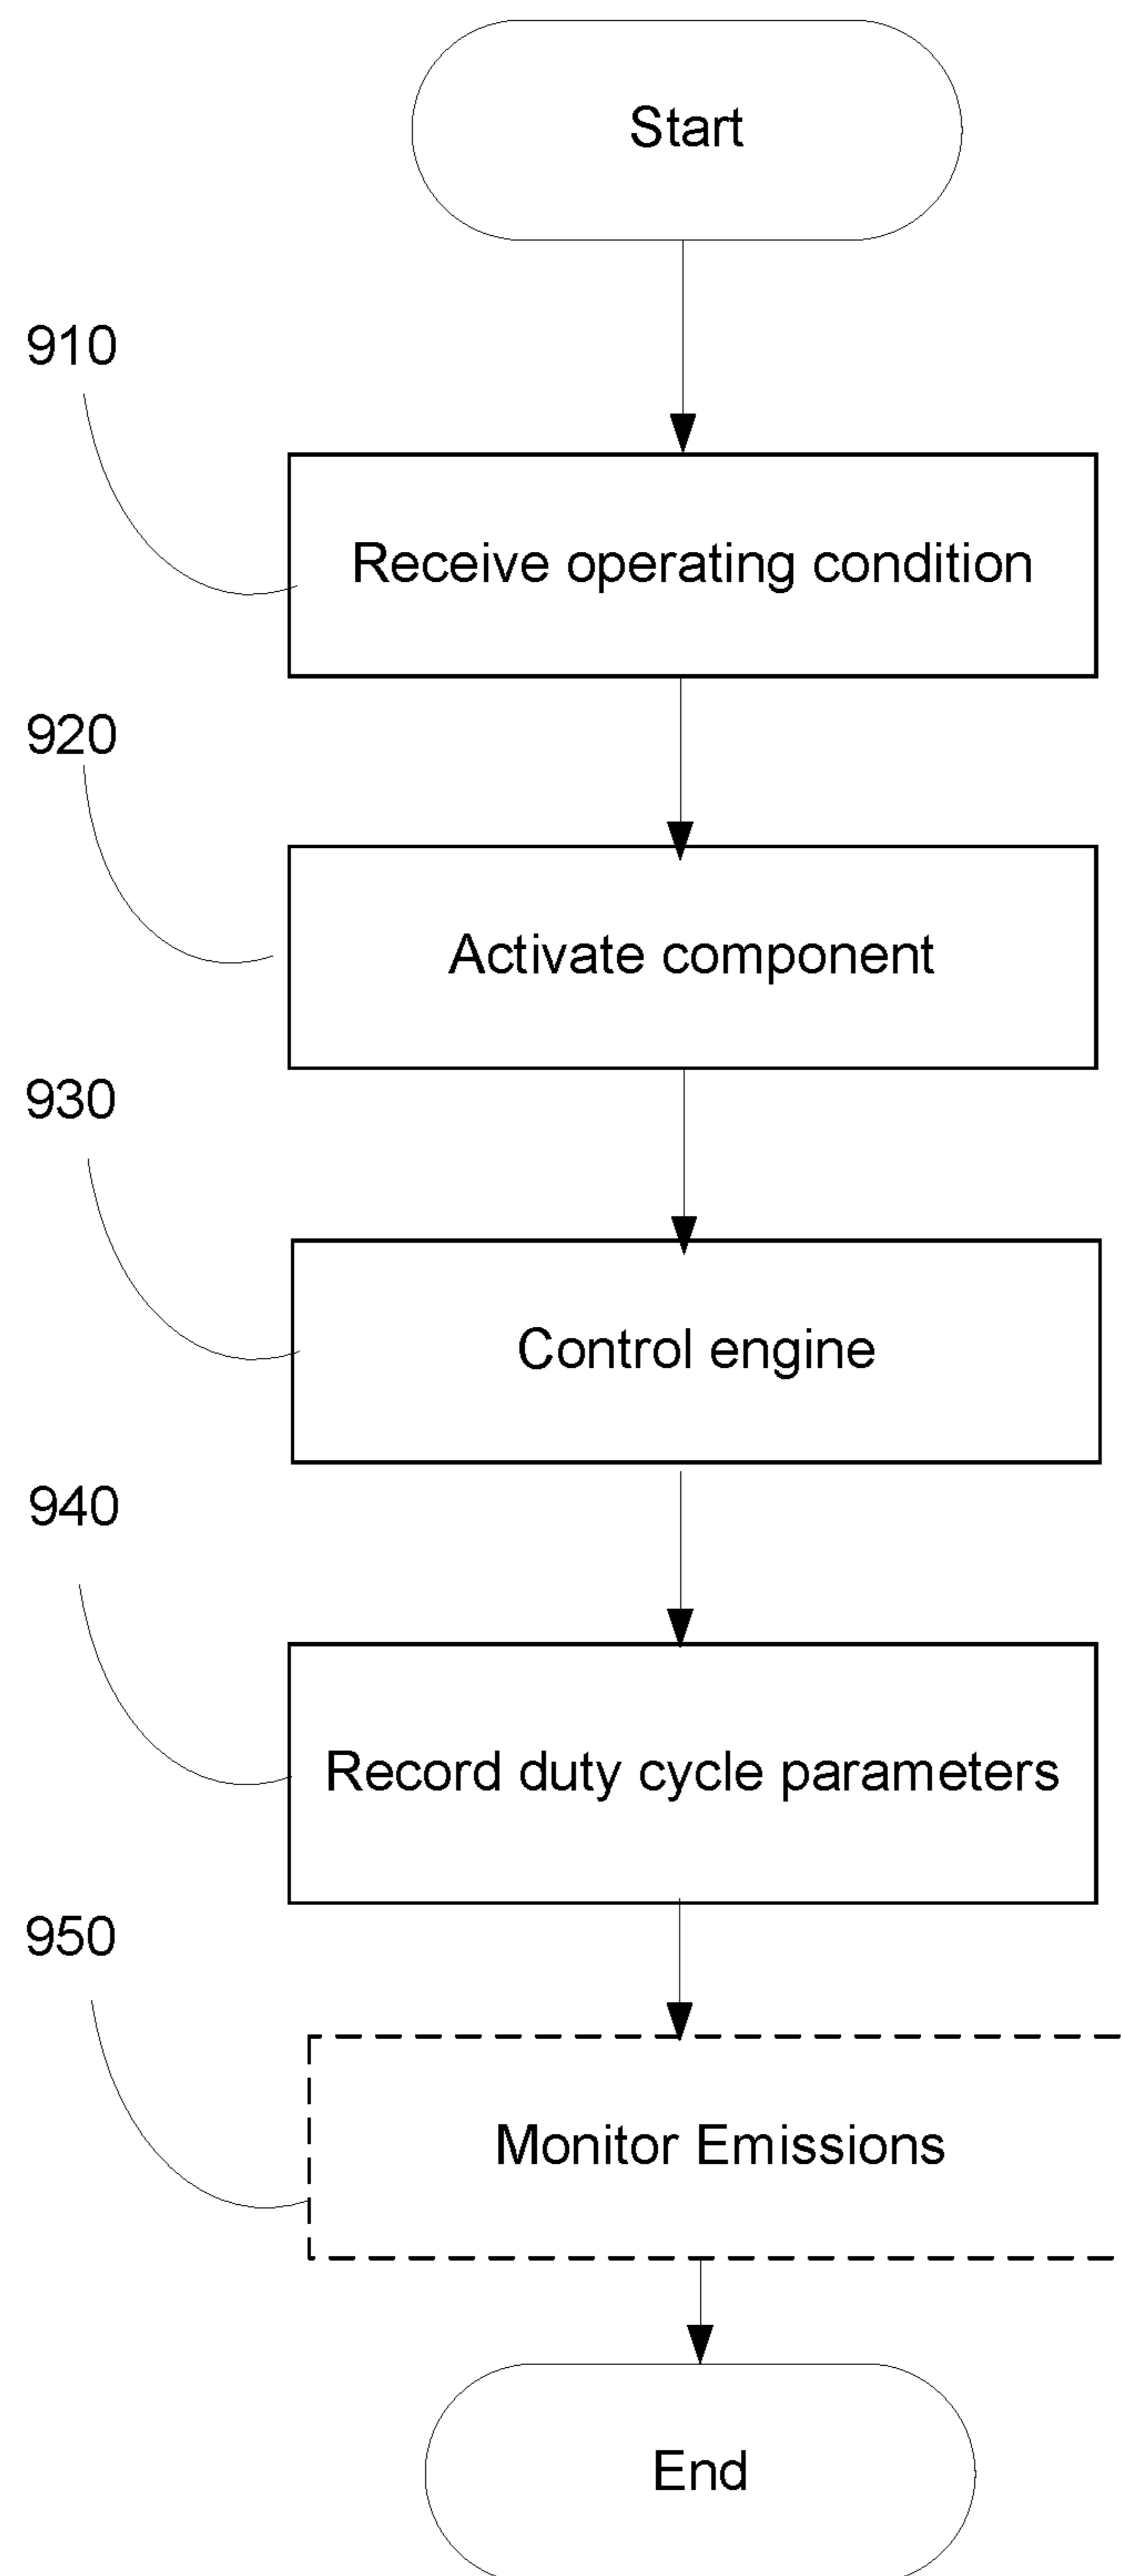 Start
910
Receive operating condition
920
Activate component
930
Control engine
940
Record duty cycle parameters
950
Monitor Emissions
End